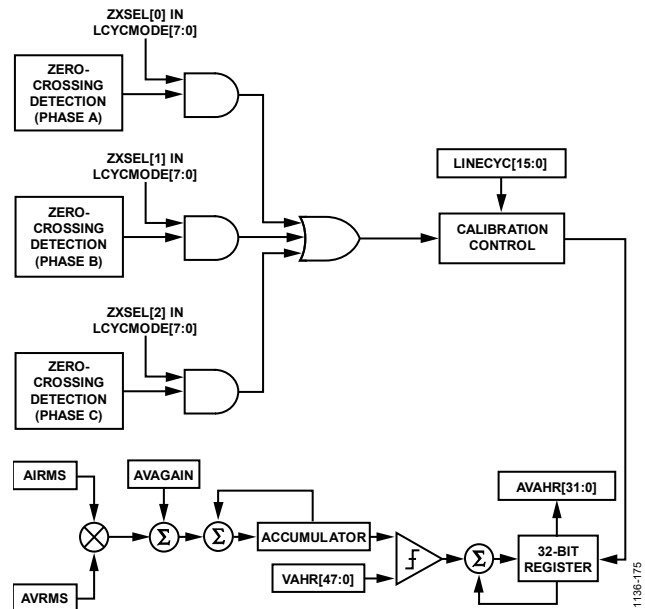 ZXSEL[0] IN
LCYCMODE[7:0]
ZERO-
CROSSING
DETECTION
(PHASE A)
ZXSEL[1] IN
LCYCMODE[7:0]
ZERO-
CROSSING
DETECTION
(PHASE B)
ZXSEL[2] IN
LCYCMODE[7:0]
ZERO-
CROSSING
DETECTION
(PHASE C)
LINECYC[15:0]
CALIBRATION
CONTROL
AIRMS
AVRMS
AVAGAIN
Σ
Σ
ACCUMULATOR
VAHR[47:0]
Σ
AVAHR[31:0]
32-BIT
REGISTER
1136-175